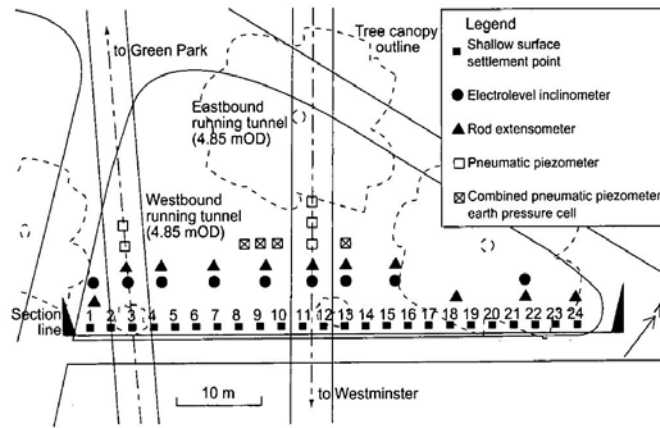 to Green Park
Tree canopy
outline
Eastbound
running tunnel
(4.85 mOD)
Westbound
running tunnel
(4.85 mOD)
Legend
Shallow surface
settlement point
Electrolevel inclinometer
Rod extensometer
Pneumatic piezometer
Combined pneumatic piezometer
earth pressure cell
Section
line
1 2 3 4 5 6 7 8 9 10 11 12 13 14 15 16 17 18 19 20 21 22 23 24
10 m
to Westminster